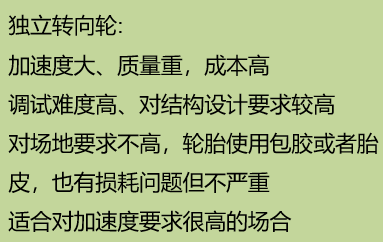 独立转向轮:
加速度大、质量重，成本高
调试难度高、对结构设计要求较高
对场地要求不高，轮胎使用包胶或者胎
皮，也有损耗问题但不严重
适合对加速度要求很高的场合